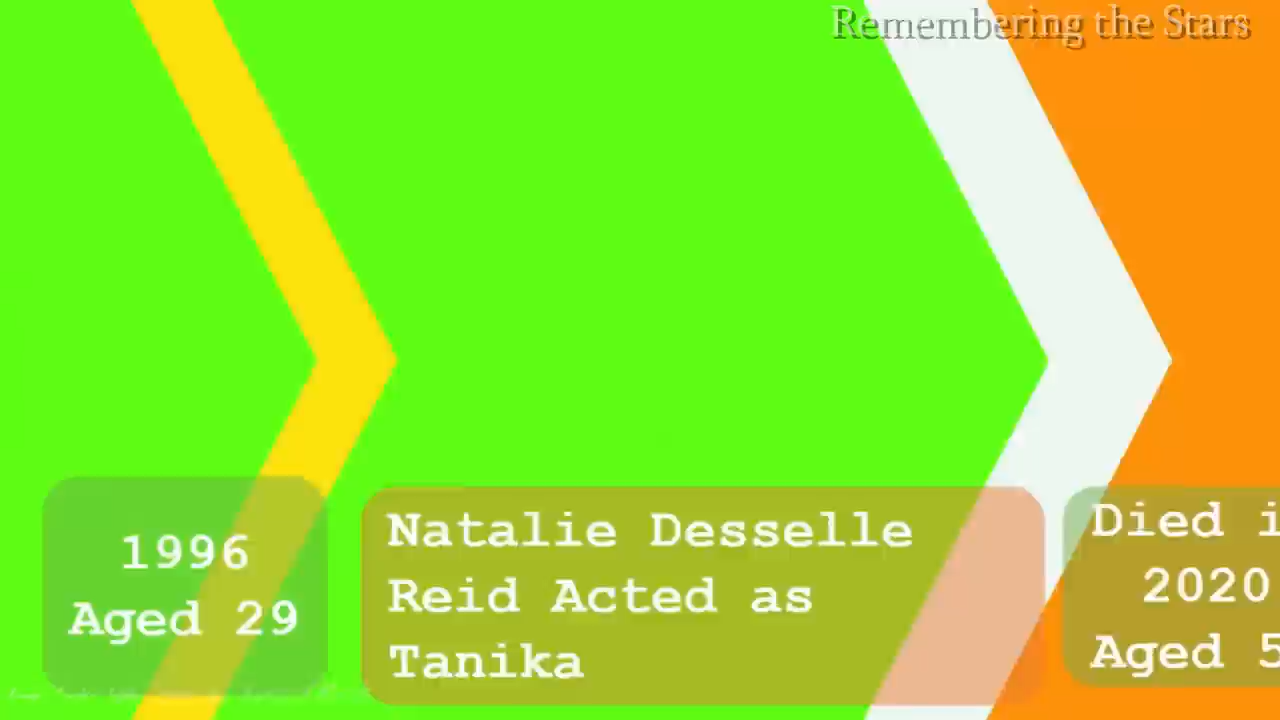 Remembering the Stars
1996
Aged 29
Natalie Desselle
Reid Acted as
Tanika
Died i
2020
Aged 5